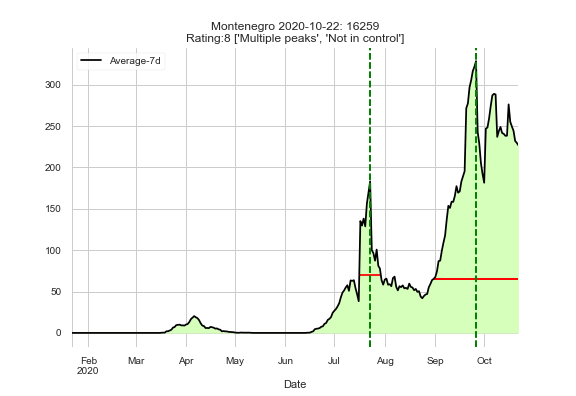 Montenegro 2020-10-22: 16259
Rating:8 ['Multiple peaks', 'Not in control']
Average-7d
300
250
200
150
100
50
0
Feb Mar Apr May Jun Jul Aug Sep Oct
2020
Date